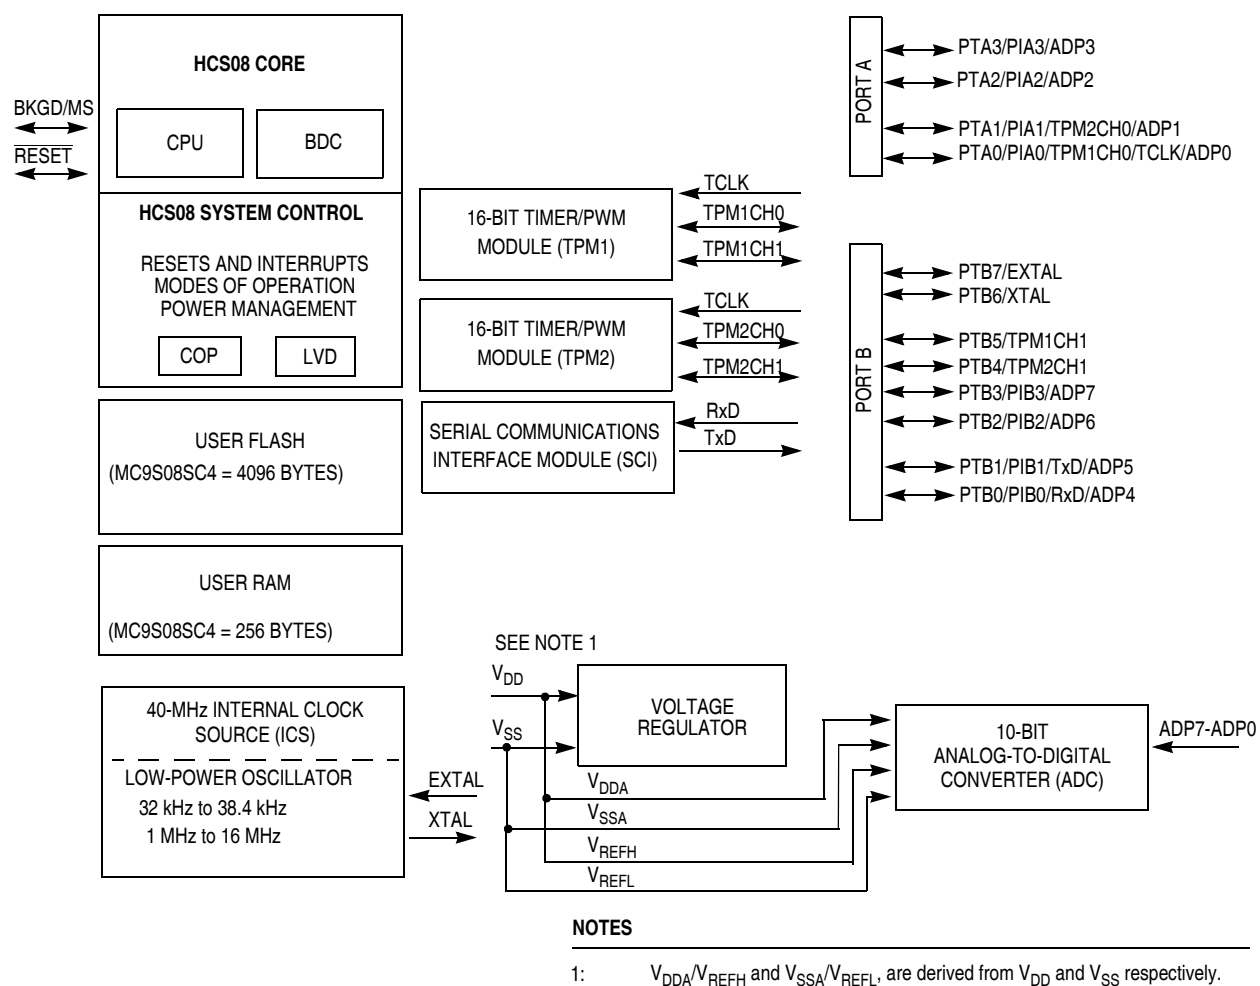 HCS08 CORE
BKGD/MS
RESET
CPU
BDC
HCS08 SYSTEM CONTROL
RESETS AND INTERRUPTS
MODES OF OPERATION
POWER MANAGEMENT
COP
LVD
USER FLASH
(MC9S08SC4 = 4096 BYTES)
USER RAM
(MC9S08SC4 = 256 BYTES)
40-MHz INTERNAL CLOCK
SOURCE (ICS)
LOW-POWER OSCILLATOR
32 kHz to 38.4 kHz
1 MHz to 16 MHz
EXTAL
XTAL
16-BIT TIMER/PWM
MODULE (TPM1)
TCLK
TPM1CH0
TPM1CH1
16-BIT TIMER/PWM
MODULE (TPM2)
TCLK
TPM2CH0
TPM2CH1
SERIAL COMMUNICATIONS
INTERFACE MODULE (SCI)
RxD
TxD
PORT A
PTA3/PIA3/ADP3
PTA2/PIA2/ADP2
PTA1/PIA1/TPM2CH0/ADP1
PTA0/PIA0/TPM1CH0/TCLK/ADP0
PORT B
PTB7/EXTAL
PTB6/XTAL
PTB5/TPM1CH1
PTB4/TPM2CH1
PTB3/PIB3/ADP7
PTB2/PIB2/ADP6
PTB1/PIB1/TxD/ADP5
PTB0/PIB0/RxD/ADP4
SEE NOTE 1
VDD
VSS
VOLTAGE
REGULATOR
VDDA
VSSA
VREFH
VREFL
10-BIT
ANALOG-TO-DIGITAL
CONVERTER (ADC)
ADP7-ADP0
NOTES
1: VDDA/VREFH and VSSA/VREFL, are derived from VDD and VSS respectively.